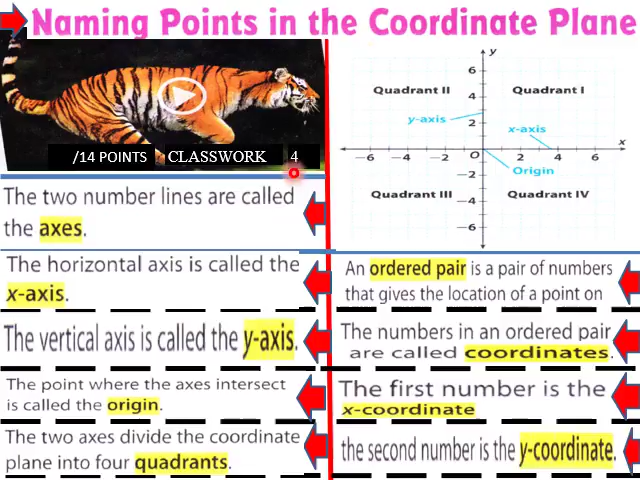 Naming Points in the Coordinate Plane
/14 POINTS CLASSWORK 4
The two number lines are called
the axes.
The horizontal axis is called the
x-axis.
The vertical axis is called the y-axis.
The point where the axes intersect
is called the origin.
The two axes divide the coordinate
plane into four quadrants.
y
6
Quadrant II Quadrant I
4
y-axis
2
x-axis
x
−6 −4 −2 O 2 4 6
Origin
−2
Quadrant III Quadrant IV
−4
−6
An ordered pair is a pair of numbers
that gives the location of a point on
The numbers in an ordered pair
are called coordinates.
The first number is the
x-coordinate
the second number is the y-coordinate.